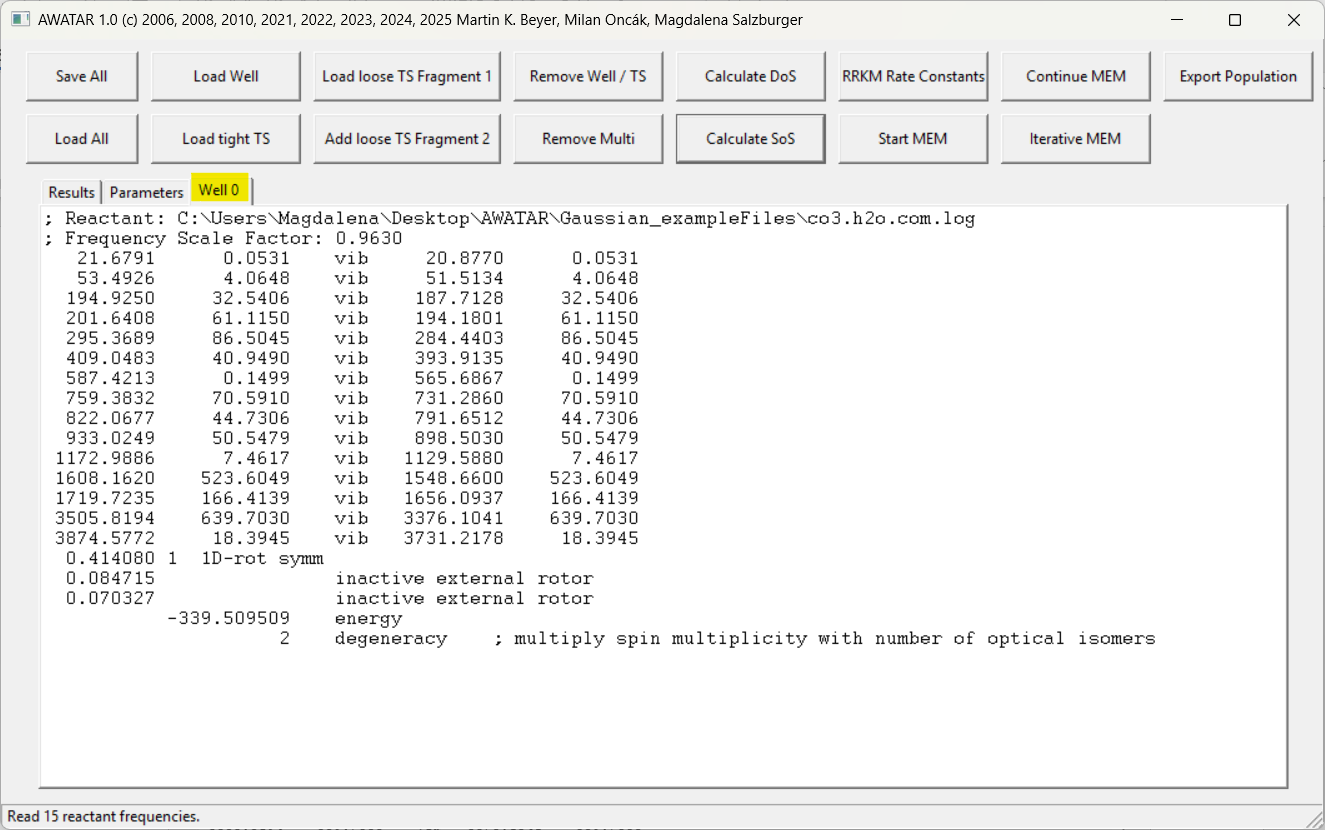 AWATAR 1.0 (c) 2006, 2008, 2010, 2021, 2022, 2023, 2024, 2025 Martin K. Beyer, Milan Oncák, Magdalena Salzburger
Save All Load Well Load loose TS Fragment 1 Remove Well / TS Calculate DoS RRKM Rate Constants Continue MEM Export Population
Load All Load tight TS Add loose TS Fragment 2 Remove Multi Calculate SoS Start MEM Iterative MEM
Results Parameters Well 0
; Reactant: C:\Users\Magdalena\Desktop\AWATAR\Gaussian_exampleFiles\co3.h2o.com.log
; Frequency Scale Factor: 0.9630
21.6791 0.0531 vib 20.8770 0.0531
53.4926 4.0648 vib 51.5134 4.0648
194.9250 32.5406 vib 187.7128 32.5406
201.6408 61.1150 vib 194.1801 61.1150
295.3689 86.5045 vib 284.4403 86.5045
409.0483 40.9490 vib 393.9135 40.9490
587.4213 0.1499 vib 565.6867 0.1499
759.3832 70.5910 vib 731.2860 70.5910
822.0677 44.7306 vib 791.6512 44.7306
933.0249 50.5479 vib 898.5030 50.5479
1172.9886 7.4617 vib 1129.5880 7.4617
1608.1620 523.6049 vib 1548.6600 523.6049
1719.7235 166.4139 vib 1656.0937 166.4139
3505.8194 639.7030 vib 3376.1041 639.7030
3874.5772 18.3945 vib 3731.2178 18.3945
0.414080 1 1D-rot symm
0.084715 inactive external rotor
0.070327 inactive external rotor
-339.509509 energy
2 degeneracy ; multiply spin multiplicity with number of optical isomers
Read 15 reactant frequencies.